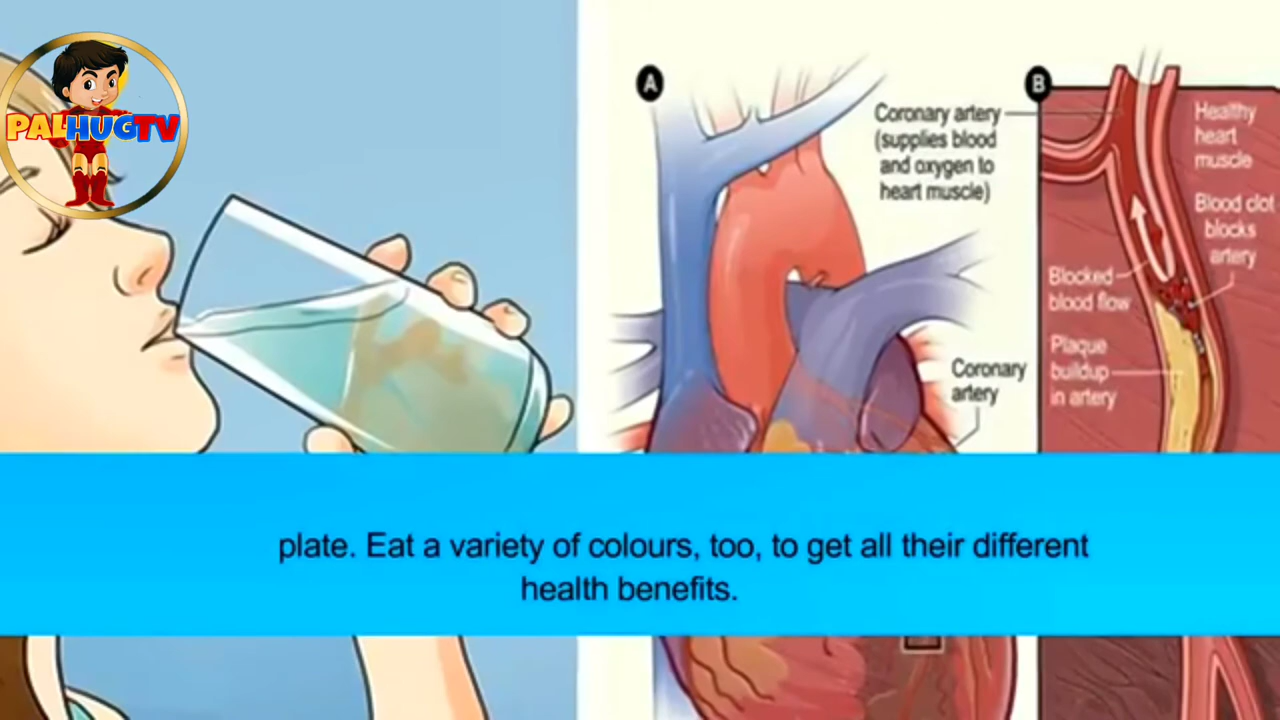 PALHUGTV
A
Coronary artery
(supplies blood
and oxygen to
heart muscle)
Coronary
artery
B
Healthy
heart
muscle
Blood clot
blocks
artery
Blocked
blood flow
Plaque
buildup
in artery
plate. Eat a variety of colours, too, to get all their different
health benefits.